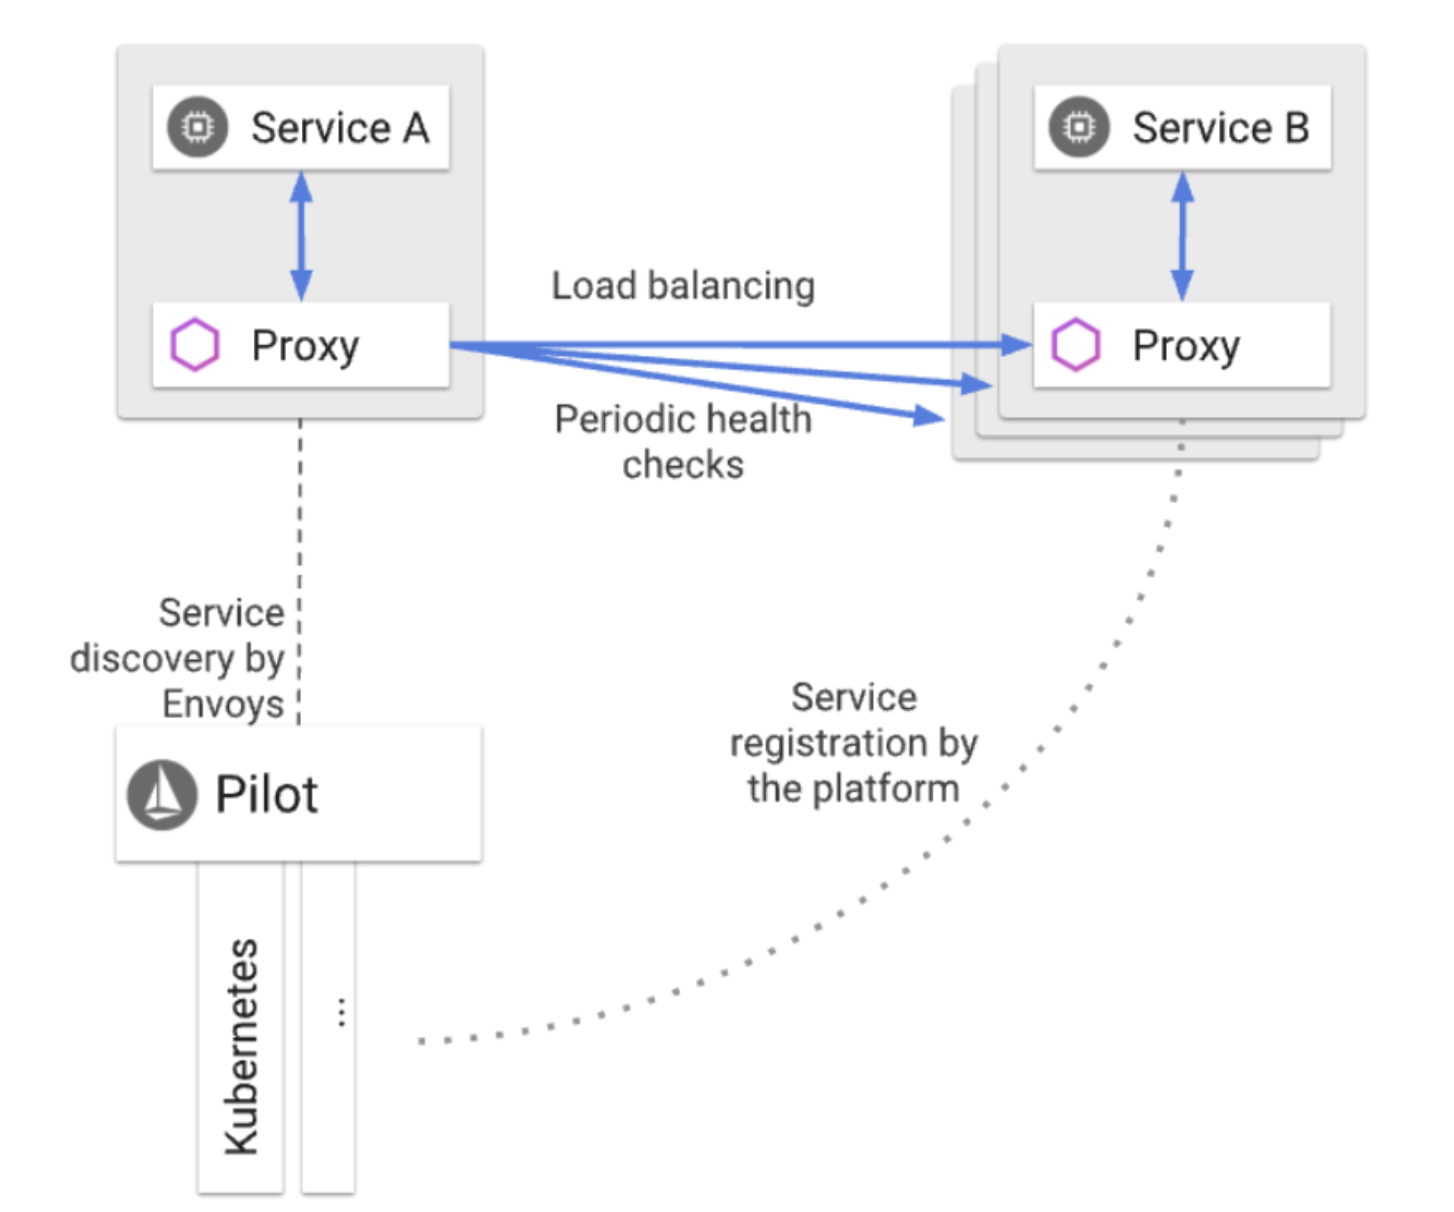 Service A
Service B
Load balancing
Proxy
Proxy
Periodic health
checks
Service
discovery by
Envoys
Service
registration by
the platform
Pilot
Kubernetes
...